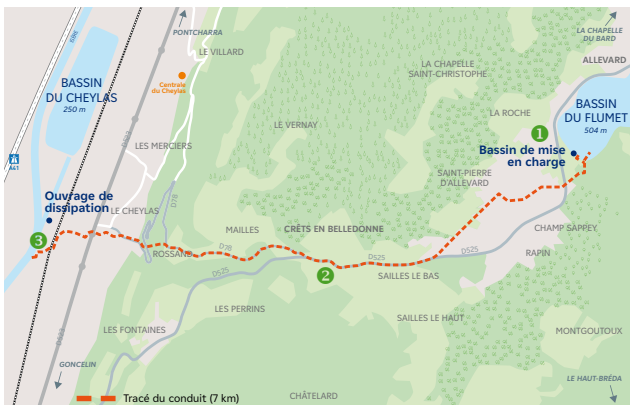 PONTCHARRA
LA CHAPELLE
DU BARD
ALLEVARD
LE VILLARD
LA CHAPELLE
SAINT-CHRISTOPHE
BASSIN
DU CHEYLAS
250 m
Centrale
du Cheylas
BASSIN
DU FLUMET
504 m
LA ROCHE
LE VERNAY
1
Bassin de mise
en charge
LES MERCIERS
A41
D523
SAINT-PIERRE
D'ALLEVARD
Ouvrage de
dissipation
LE CHEYLAS
D78
MAILLES
CRÊTS EN BELLEDONNE
CHAMP SAPPEY
3
ROSSAND
D78
D525
D525
RAPIN
2
SAILLES LE BAS
LES PERRINS
SAILLES LE HAUT
LES FONTAINES
D523
MONTGOUTOUX
GONCELIN
LE HAUT-BRÉDA
CHÂTELARD
Tracé du conduit (7 km)